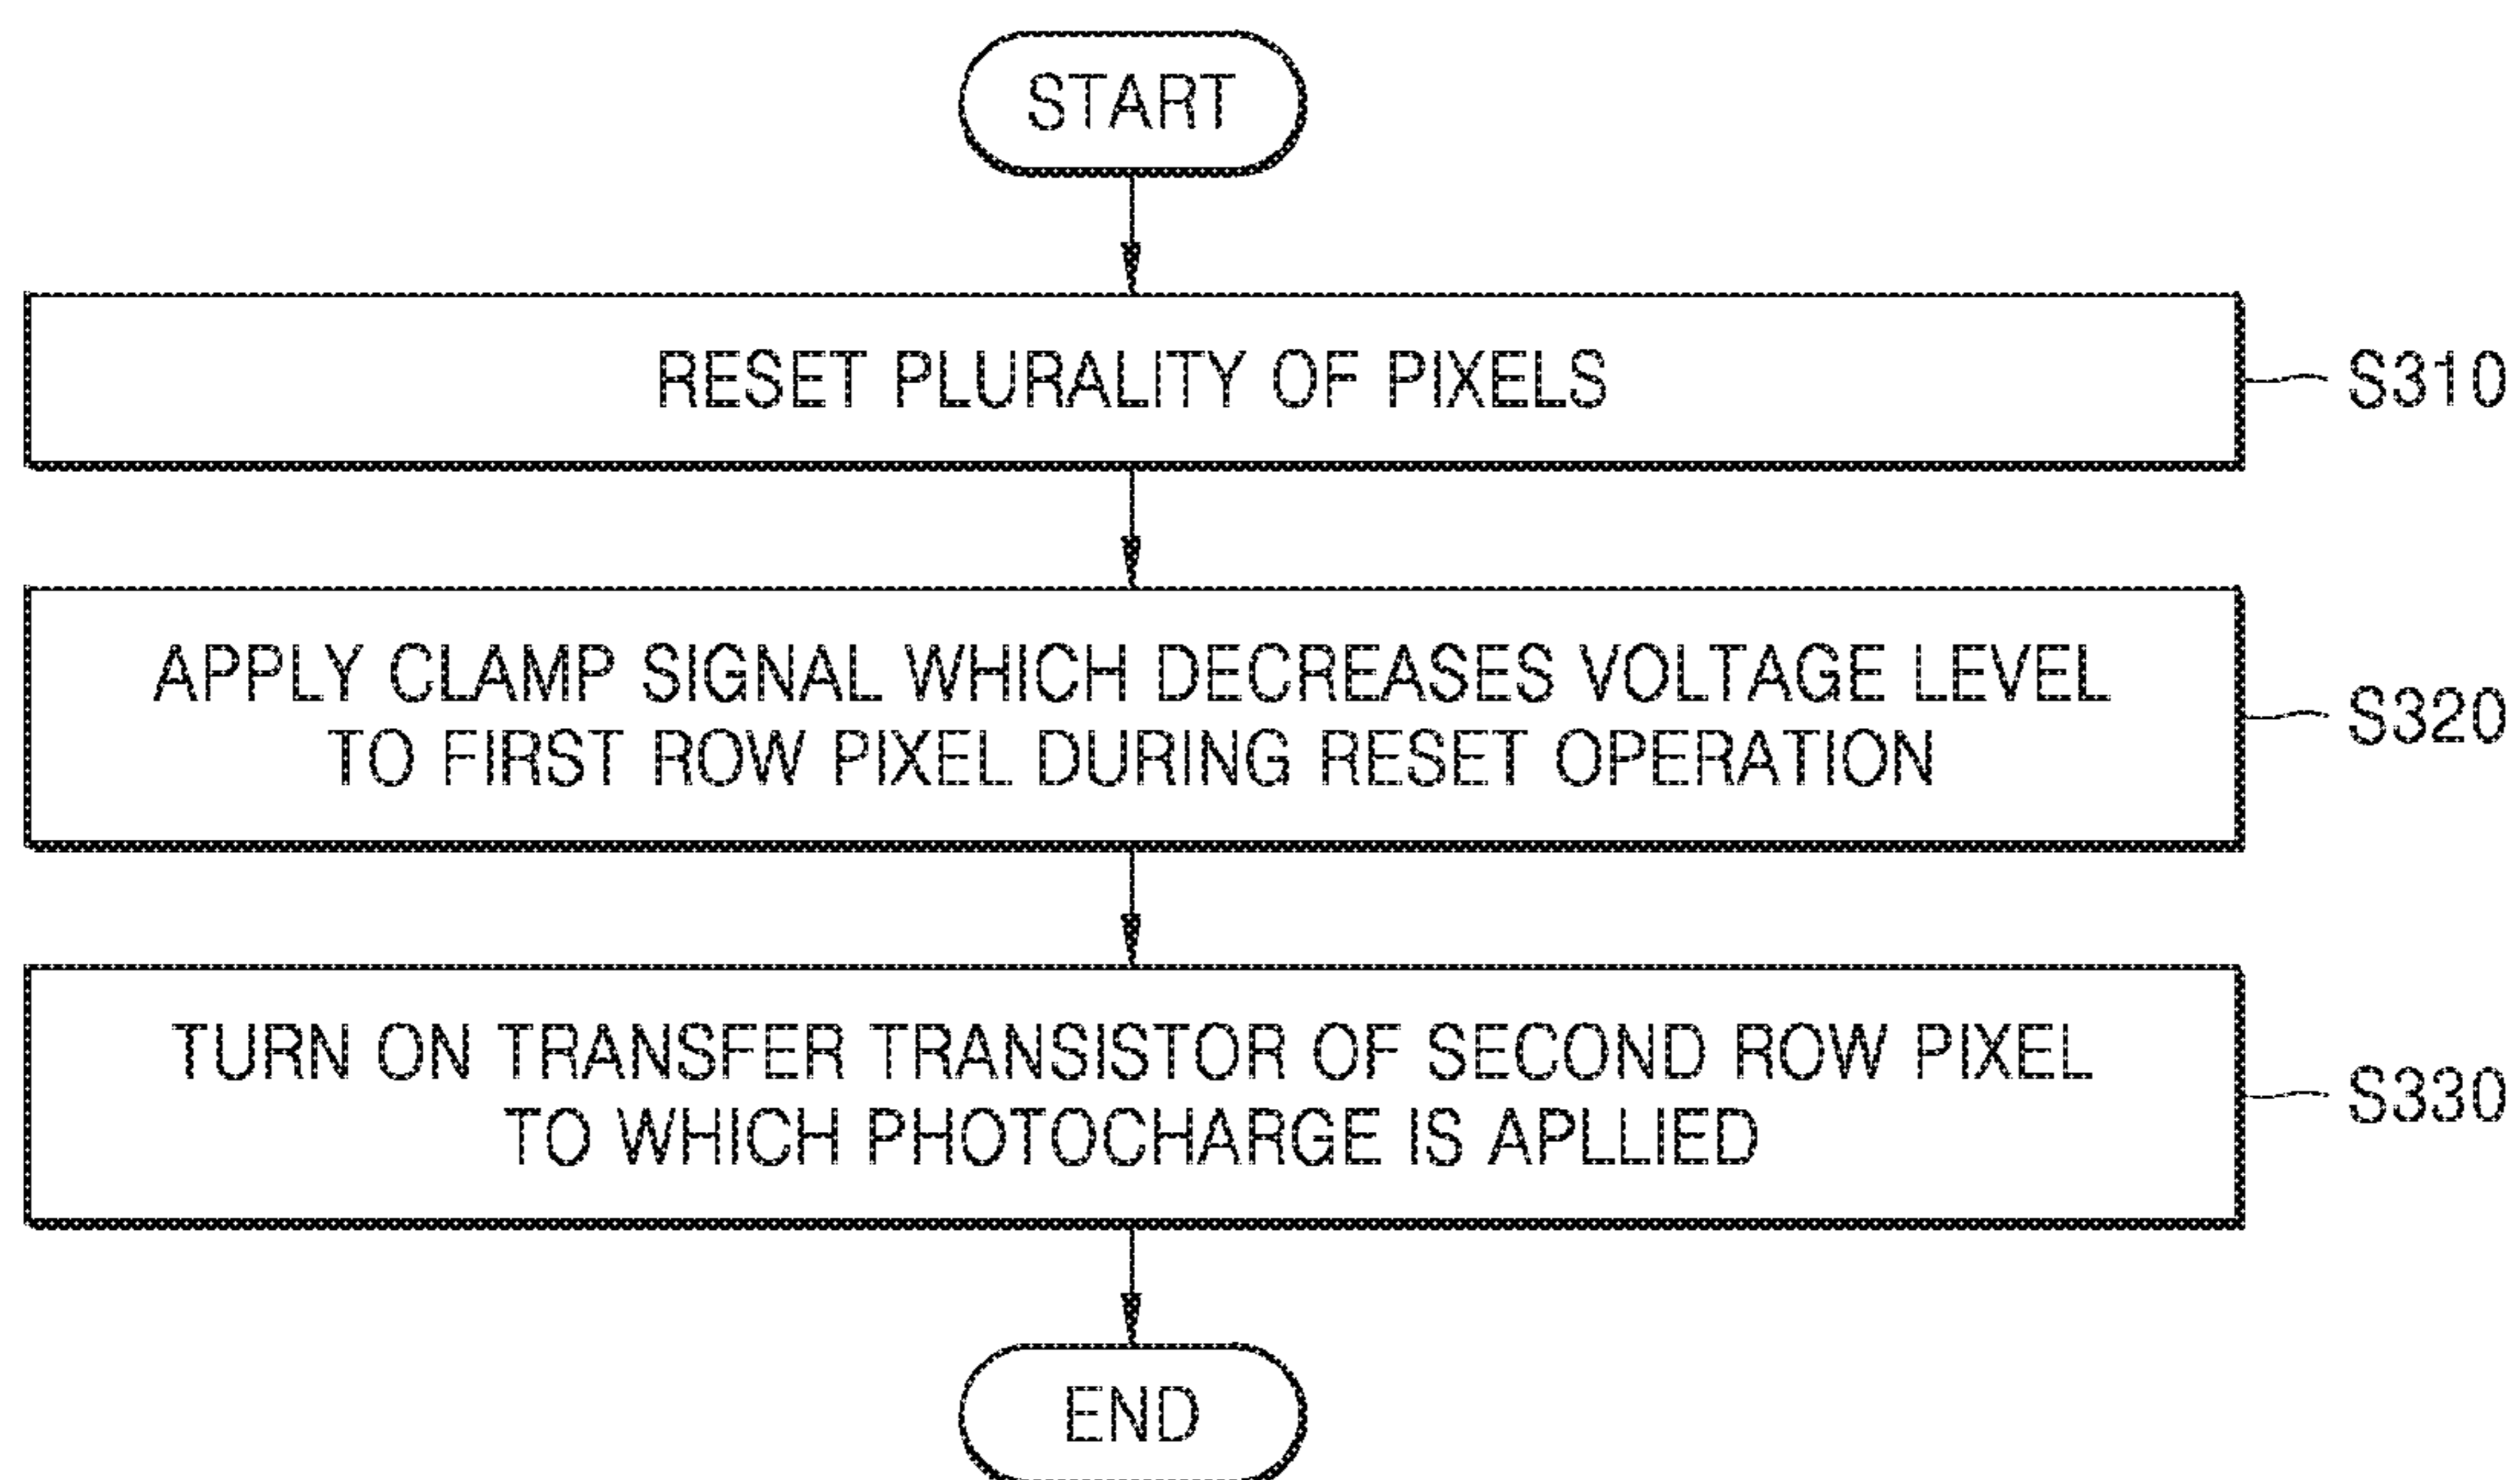 START
RESET PLURALITY OF PIXELS
S310
APPLY CLAMP SIGNAL WHICH DECREASES VOLTAGE LEVEL
TO FIRST ROW PIXEL DURING RESET OPERATION
S320
TURN ON TRANSFER TRANSISTOR OF SECOND ROW PIXEL
TO WHICH PHOTOCHARGE IS APLLIED
S330
END